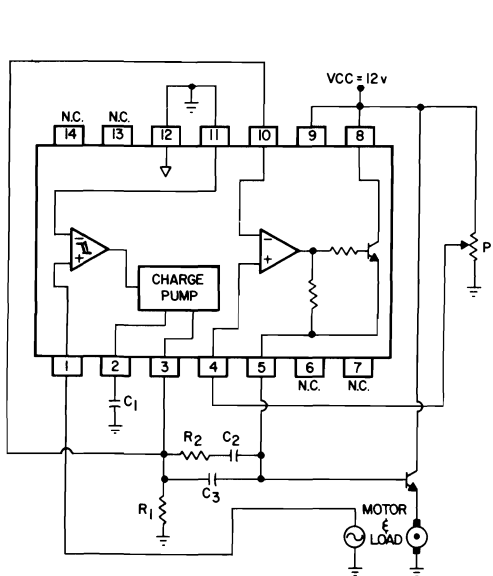 VCC = 12v
N.C. N.C.
14 13 12 11 10 9 8
P
− +
− +
CHARGE
PUMP
1 2 3 4 5 6 7
N.C. N.C.
C1
R2 C2
C3
R1
MOTOR
&
LOAD